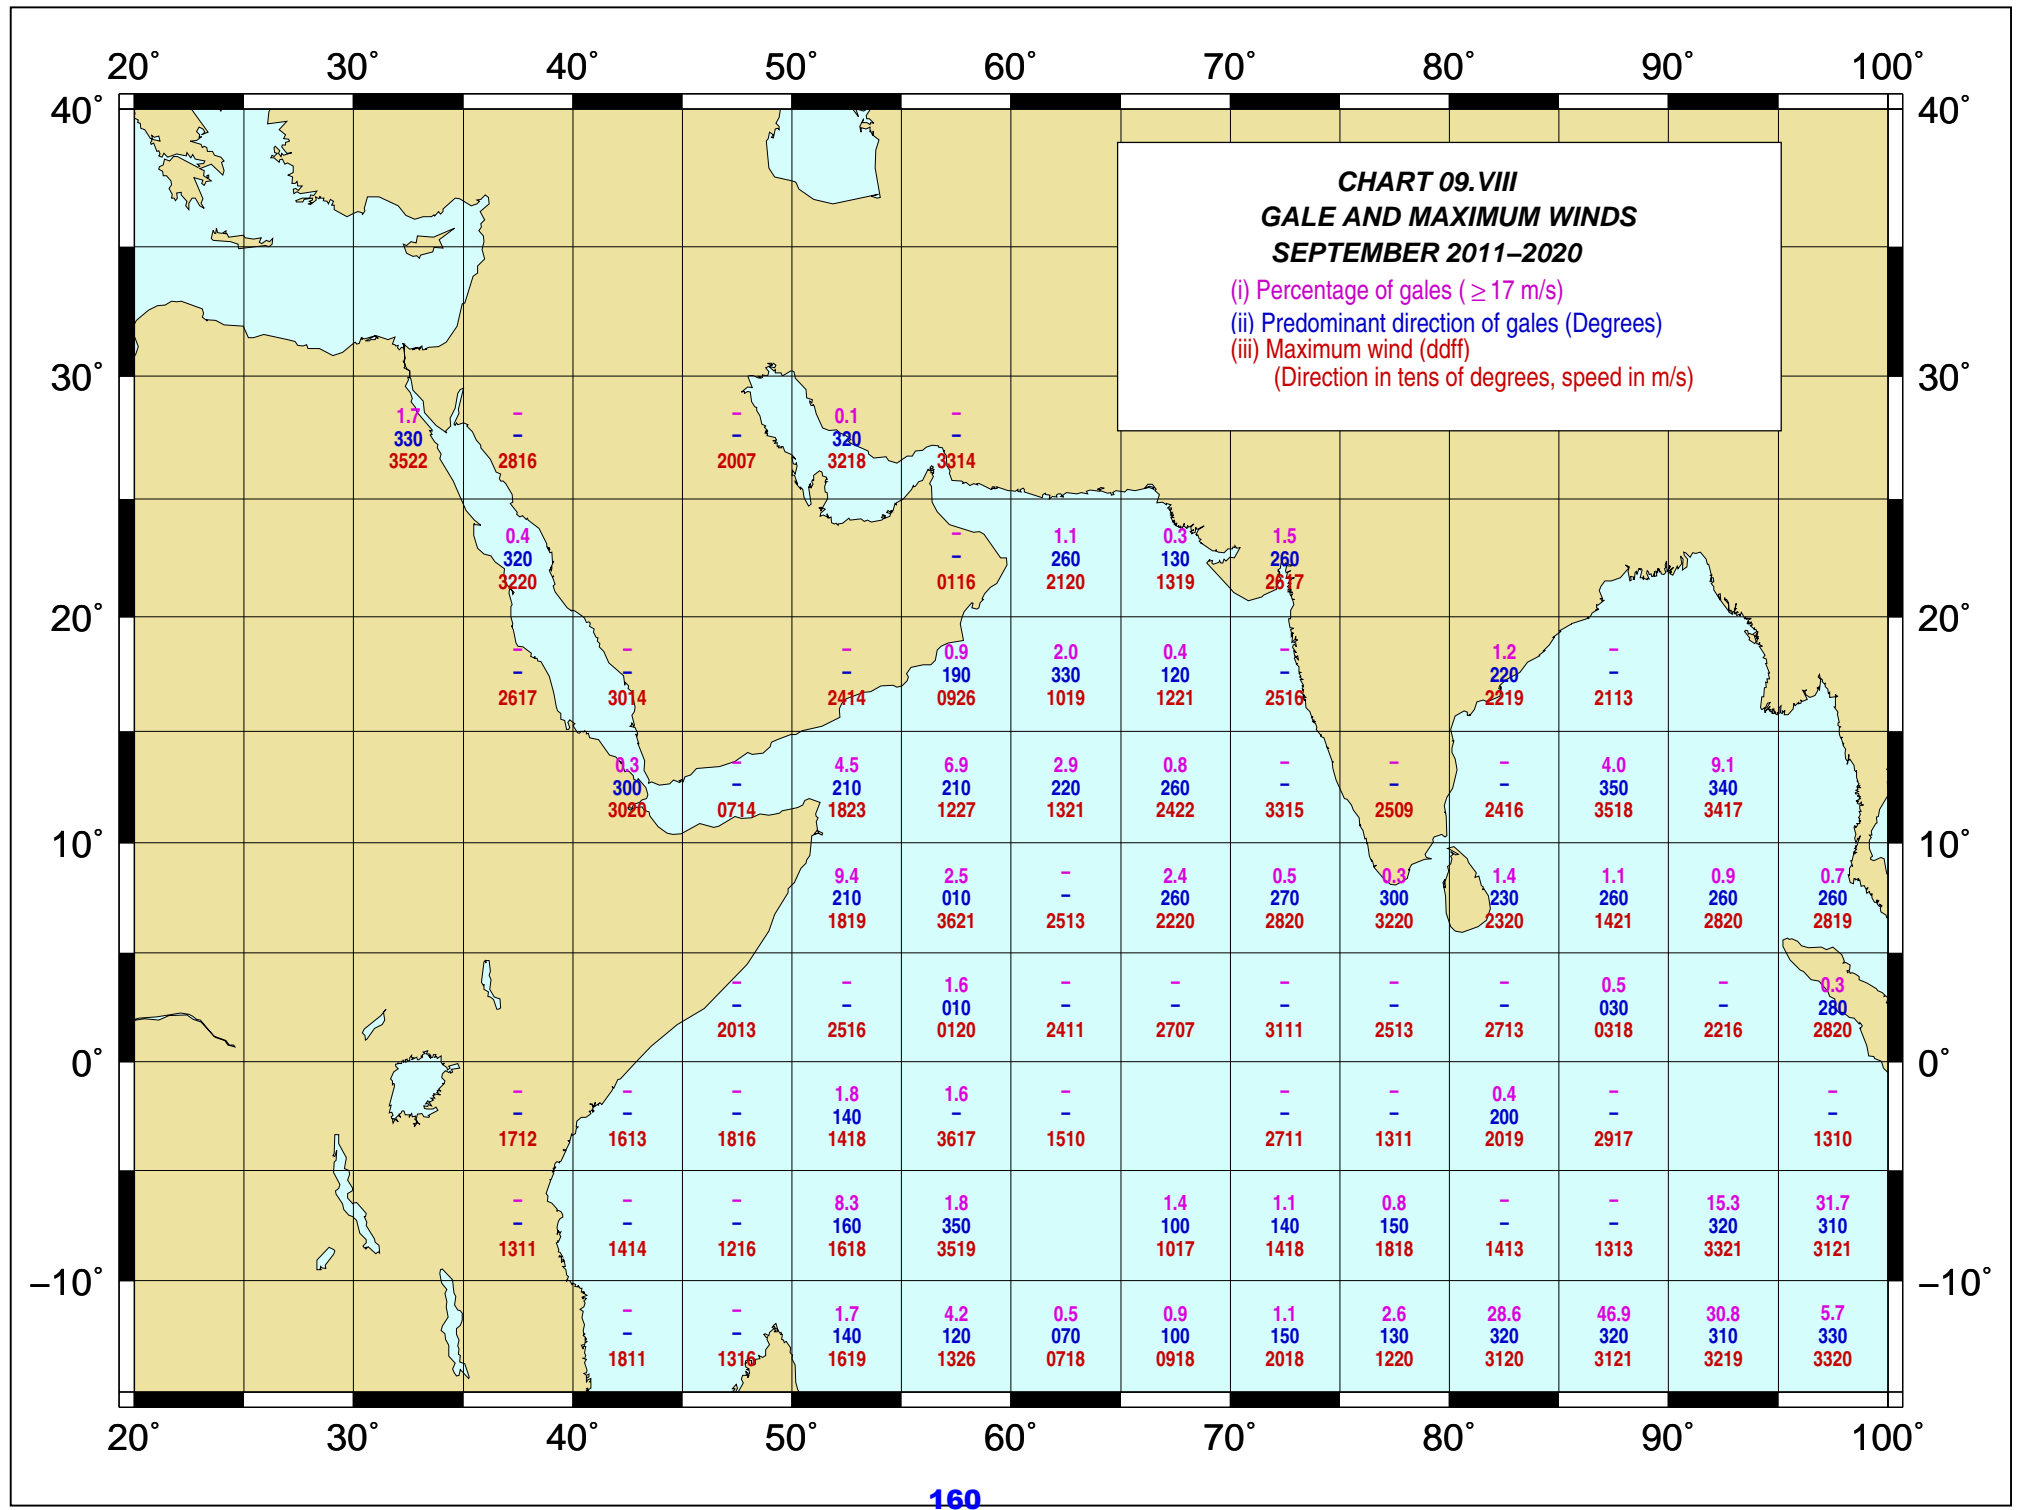 20° 30° 40° 50° 60° 70° 80° 90° 100°
40° 40°
CHART 09.VIII
GALE AND MAXIMUM WINDS
SEPTEMBER 2011–2020
(i) Percentage of gales ( ≥ 17 m/s)
(ii) Predominant direction of gales (Degrees)
(iii) Maximum wind (ddff)
(Direction in tens of degrees, speed in m/s)
30° 30°
1.7 – – 0.1 –
330 – – 320 –
3522 2816 2007 3218 3314
0.4 – 1.1 0.3 1.5
320 – 260 130 260
3220 0116 2120 1319 2617
20° 20°
– – – 0.9 2.0 0.4 – 1.2 –
– – – 190 330 120 – 220 –
2617 3014 2414 0926 1019 1221 2516 2219 2113
0.3 – 4.5 6.9 2.9 0.8 – – – 4.0 9.1
300 – 210 210 220 260 – – – 350 340
3020 0714 1823 1227 1321 2422 3315 2509 2416 3518 3417
10° 10°
9.4 2.5 – 2.4 0.5 0.3 1.4 1.1 0.9 0.7
210 010 – 260 270 300 230 260 260 260
1819 3621 2513 2220 2820 3220 2320 1421 2820 2819
– – 1.6 – – – – – 0.5 – 0.3
– – 010 – – – – – 030 – 280
2013 2516 0120 2411 2707 3111 2513 2713 0318 2216 2820
0° 0°
– – – 1.8 1.6 – – – 0.4 – –
– – – 140 – – – – 200 – –
1712 1613 1816 1418 3617 1510 2711 1311 2019 2917 1310
– – – 8.3 1.8 1.4 1.1 0.8 – – 15.3 31.7
– – – 160 350 100 140 150 – – 320 310
1311 1414 1216 1618 3519 1017 1418 1818 1413 1313 3321 3121
–10° –10°
– – 1.7 4.2 0.5 0.9 1.1 2.6 28.6 46.9 30.8 5.7
– – 140 120 070 100 150 130 320 320 310 330
1811 1316 1619 1326 0718 0918 2018 1220 3120 3121 3219 3320
20° 30° 40° 50° 60° 70° 80° 90° 100°
160